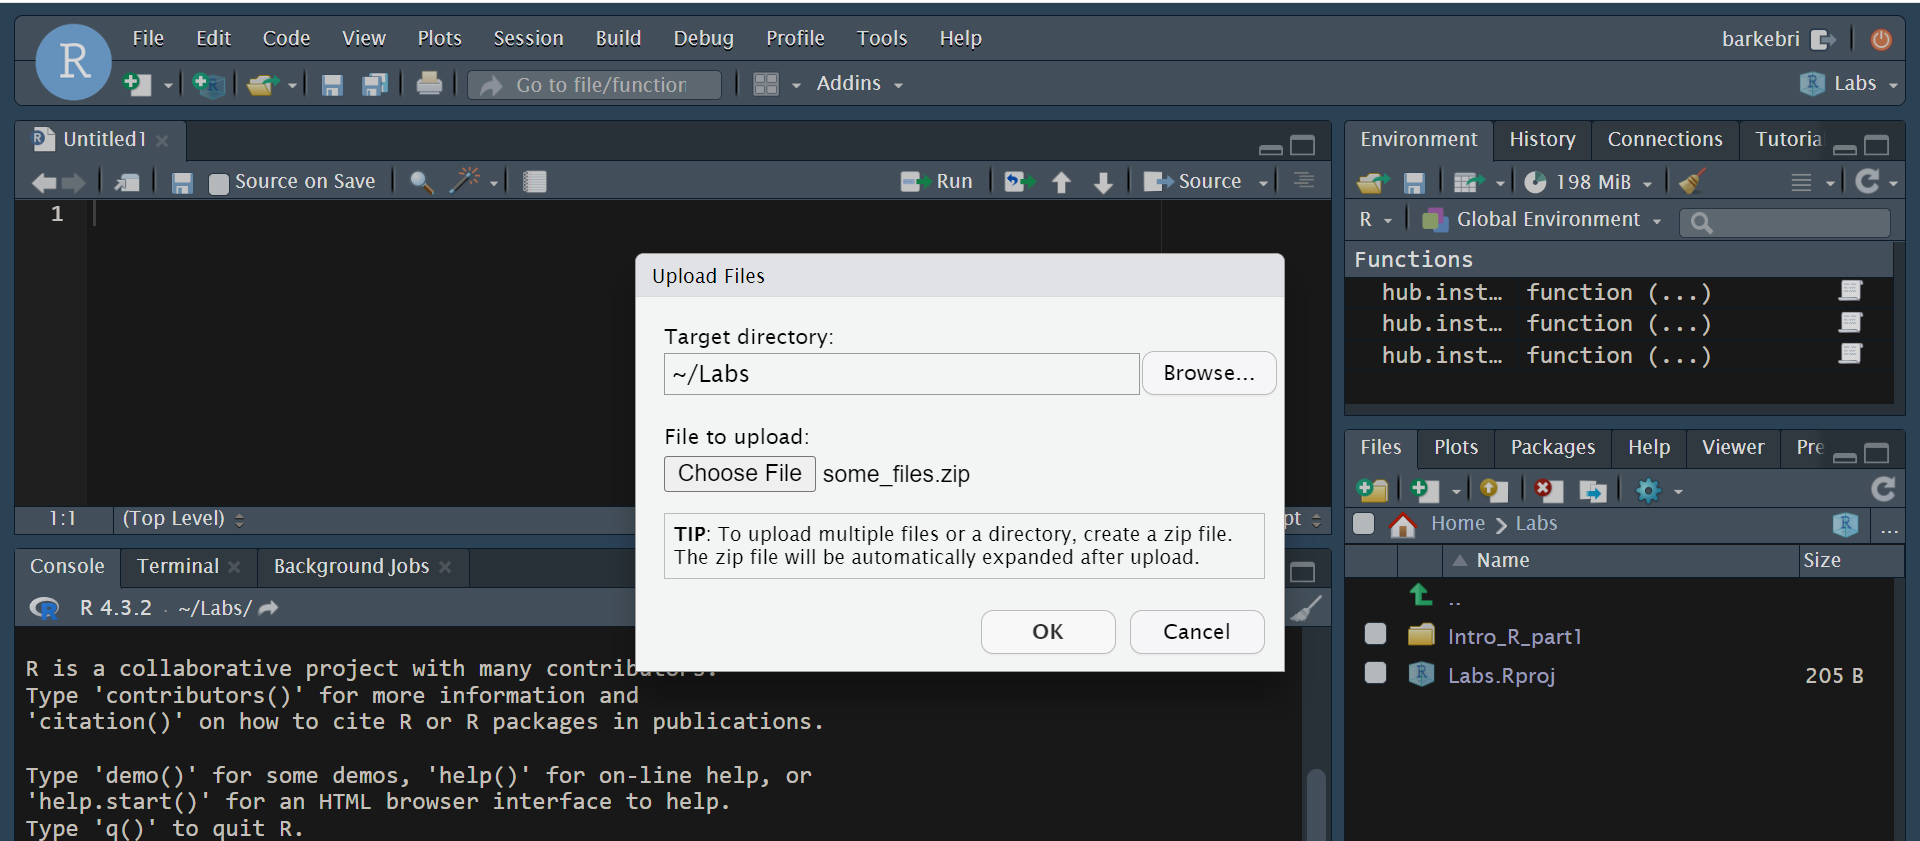 R File Edit Code View Plots Session Build Debug Profile Tools Help barkebri
Go to file/function Addins Labs
Untitled1
Source on Save Run Source
1
Upload Files
Target directory:
~/Labs Browse...
File to upload:
Choose File some_files.zip
TIP: To upload multiple files or a directory, create a zip file.
The zip file will be automatically expanded after upload.
OK Cancel
1:1 (Top Level) pt
Console Terminal Background Jobs
R 4.3.2 · ~/Labs/
R is a collaborative project with many contributors.
Type 'contributors()' for more information and
'citation()' on how to cite R or R packages in publications.
Type 'demo()' for some demos, 'help()' for on-line help, or
'help.start()' for an HTML browser interface to help.
Type 'q()' to quit R.
Environment History Connections Tutoria
198 MiB
R Global Environment
Functions
hub.inst… function (...)
hub.inst… function (...)
hub.inst… function (...)
Files Plots Packages Help Viewer Pre
Home Labs ...
Name Size
..
Intro_R_part1
Labs.Rproj 205 B